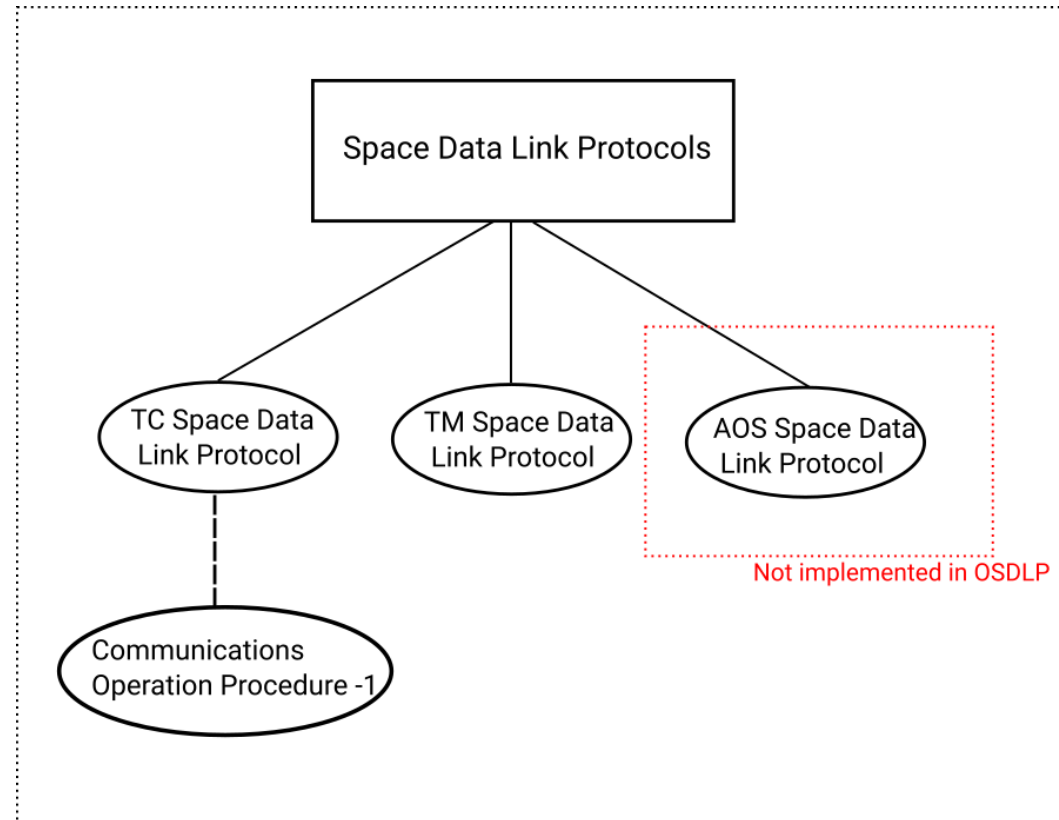 Space Data Link Protocols
TC Space Data
Link Protocol
TM Space Data
Link Protocol
AOS Space Data
Link Protocol
Not implemented in OSDLP
Communications
Operation Procedure -1